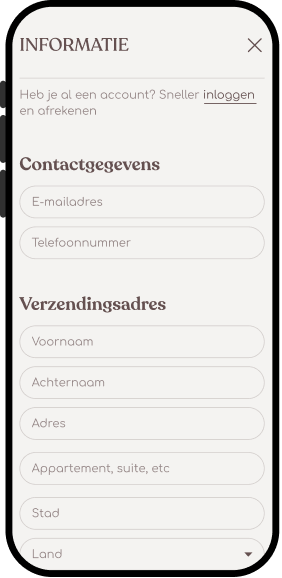 INFORMATIE
Heb je al een account? Sneller inloggen
en afrekenen
Contactgegevens
E-mailadres
Telefoonnummer
Verzendingsadres
Voornaam
Achternaam
Adres
Appartement, suite, etc
Stad
Land